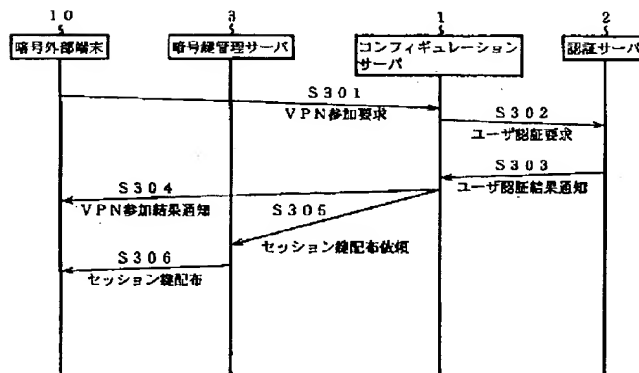 10
3
1
2
暗号外部端末
暗号鍵管理サーバ
コンフィギュレーション
サーバ
認証サーバ
S301
VPN参加要求
S302
ユーザ認証要求
S303
ユーザ認証結果通知
S304
VPN参加結果通知
S305
セッション鍵配布依頼
S306
セッション鍵配布